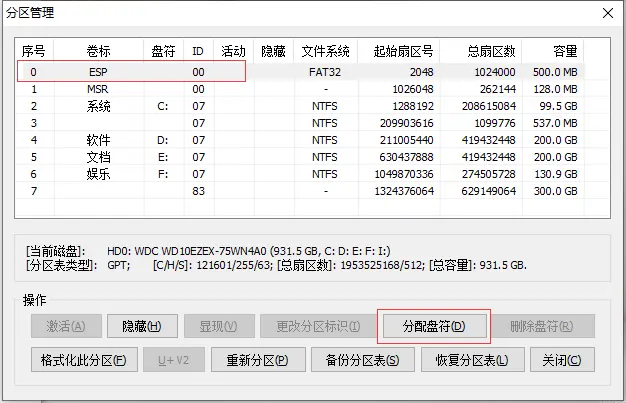 分区管理
序号 卷标 盘符 ID 活动 隐藏 文件系统 起始扇区号 总扇区数 容量
0 ESP 00 FAT32 2048 1024000 500.0 MB
1 MSR 00 - 1026048 262144 128.0 MB
2 系统 C: 07 NTFS 1288192 208615084 99.5 GB
3 07 NTFS 209903616 1099776 537.0 MB
4 软件 D: 07 NTFS 211005440 419432448 200.0 GB
5 文档 E: 07 NTFS 630437888 419432448 200.0 GB
6 娱乐 F: 07 NTFS 1049870336 274505728 130.9 GB
7 83 - 1324376064 629149064 300.0 GB
[当前磁盘]: HD0: WDC WD10EZEX-75WN4A0 (931.5 GB, C: D: E: F: I:)
[分区表类型]: GPT; [C/H/S]: 121601/255/63; [总扇区数]: 1953525168/512; [总容量]: 931.5 GB.
操作
激活(A) 隐藏(H) 显现(V) 更改分区标识(I) 分配盘符(D) 删除盘符(R)
格式化此分区(F) U+ V2 重新分区(P) 备份分区表(S) 恢复分区表(L) 关闭(C)